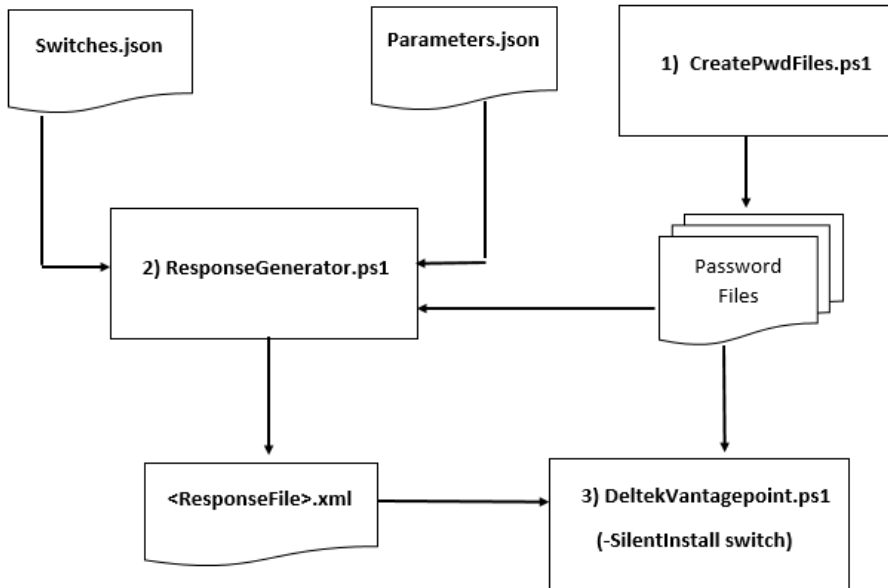 Switches.json
Parameters.json
1) CreatePwdFiles.ps1
2) ResponseGenerator.ps1
Password
Files
<ResponseFile>.xml
3) DeltekVantagepoint.ps1
(-SilentInstall switch)